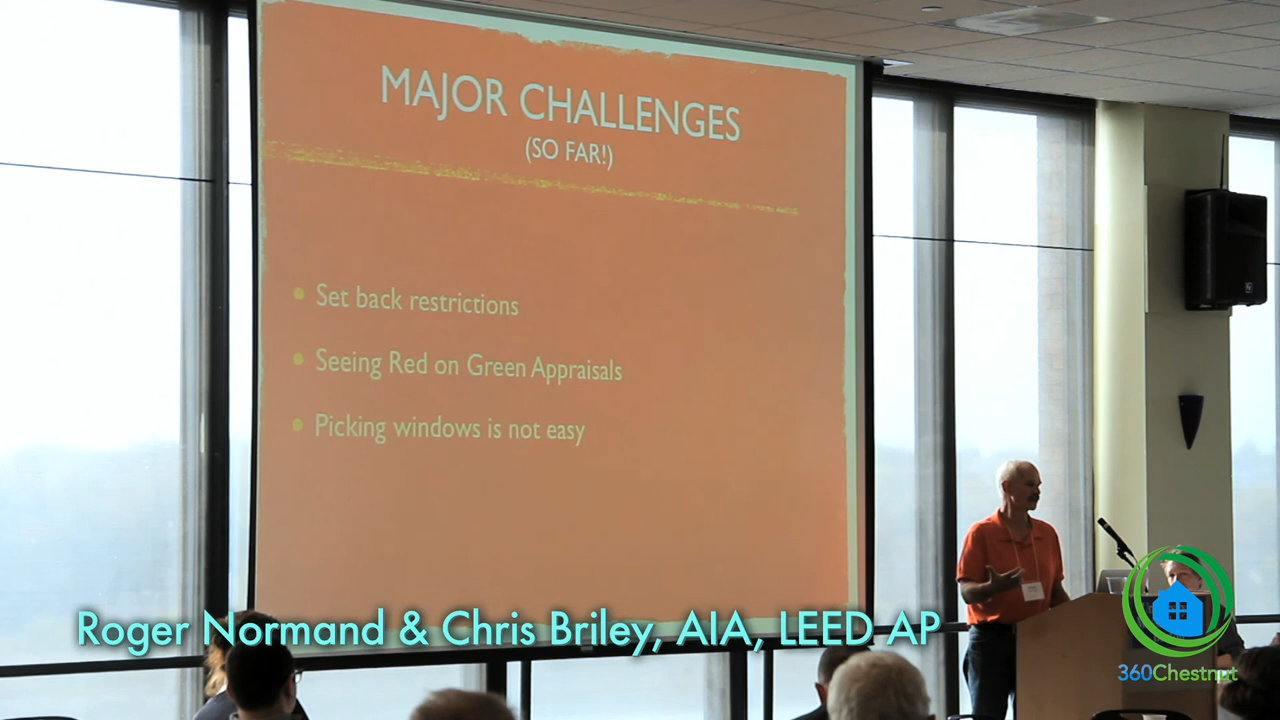 MAJOR CHALLENGES
(SO FAR!)
• Set back restrictions
• Seeing Red on Green Appraisals
• Picking windows is not easy
Roger Normand & Chris Briley, AIA, LEED AP
360Chestnut